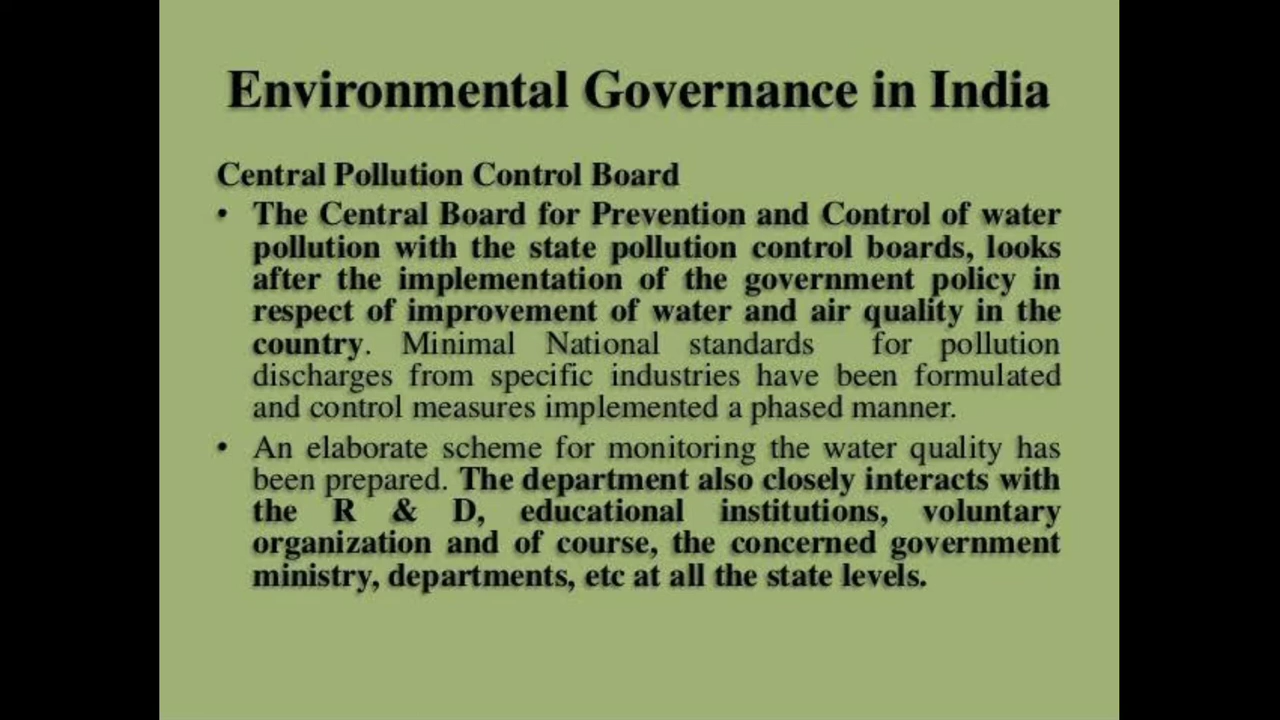 Environmental Governance in India
Central Pollution Control Board
• The Central Board for Prevention and Control of water
pollution with the state pollution control boards, looks
after the implementation of the government policy in
respect of improvement of water and air quality in the
country. Minimal National standards for pollution
discharges from specific industries have been formulated
and control measures implemented a phased manner.
• An elaborate scheme for monitoring the water quality has
been prepared. The department also closely interacts with
the R & D, educational institutions, voluntary
organization and of course, the concerned government
ministry, departments, etc at all the state levels.